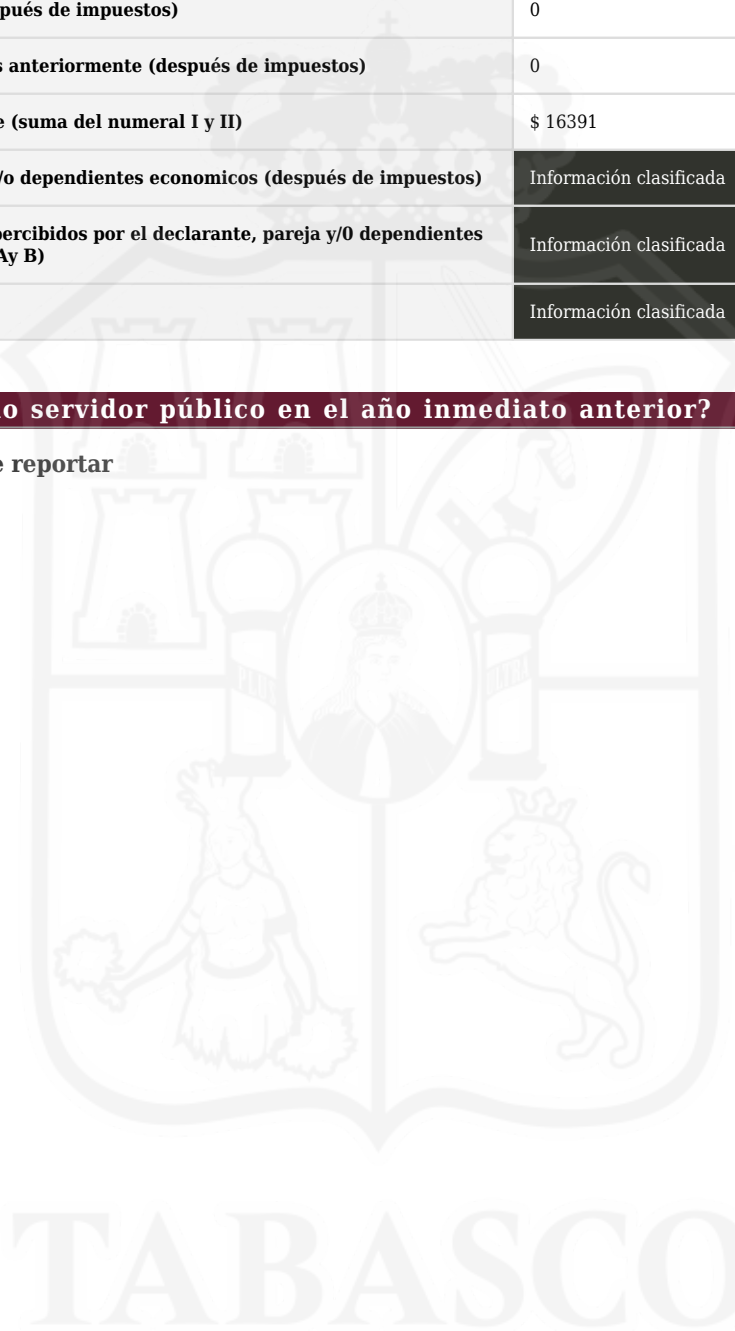 pués de impuestos) 0
s anteriormente (después de impuestos) 0
e (suma del numeral I y II) $ 16391
/o dependientes economicos (después de impuestos) Información clasificada
percibidos por el declarante, pareja y/0 dependientes
Ay B) Información clasificada
Información clasificada
o servidor público en el año inmediato anterior?
e reportar
PLUS ULTRA
TABASCO